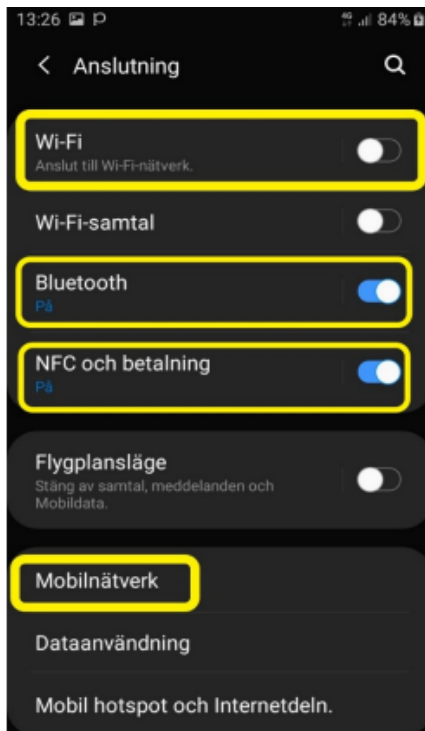 13:26 84%
Anslutning
Wi-Fi
Anslut till Wi-Fi-nätverk.
Wi-Fi-samtal
Bluetooth
På
NFC och betalning
På
Flygplansläge
Stäng av samtal, meddelanden och
Mobildata.
Mobilnätverk
Dataanvändning
Mobil hotspot och Internetdeln.